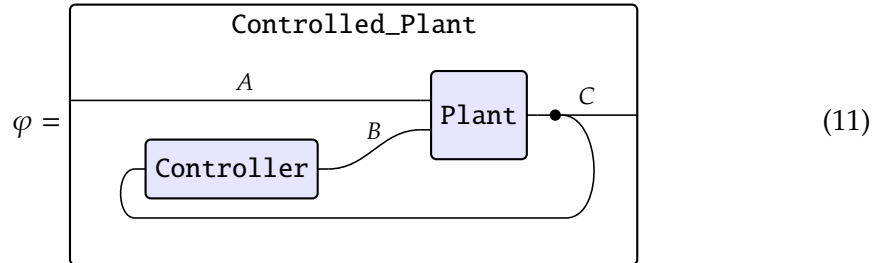 Controlled_Plant
A
C
Plant
φ =
(11)
B
Controller